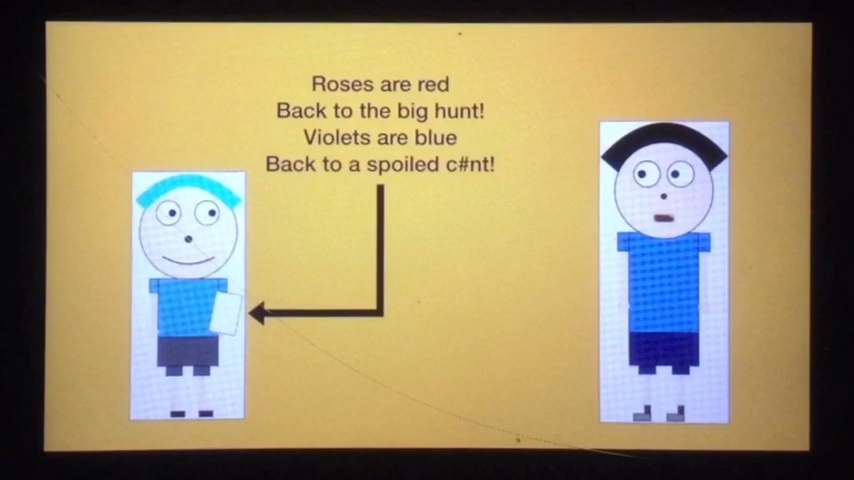 Roses are red
Back to the big hunt!
Violets are blue
Back to a spoiled c#nt!